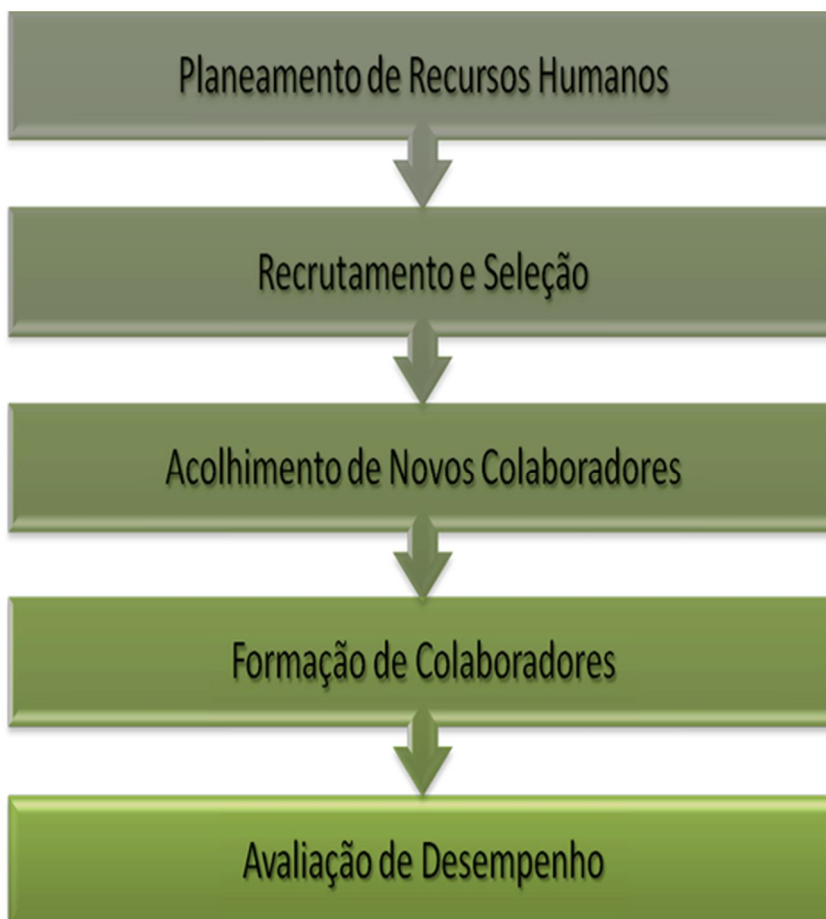 Planeamento de Recursos Humanos
Recrutamento e Seleção
Acolhimento de Novos Colaboradores
Formação de Colaboradores
Avaliação de Desempenho